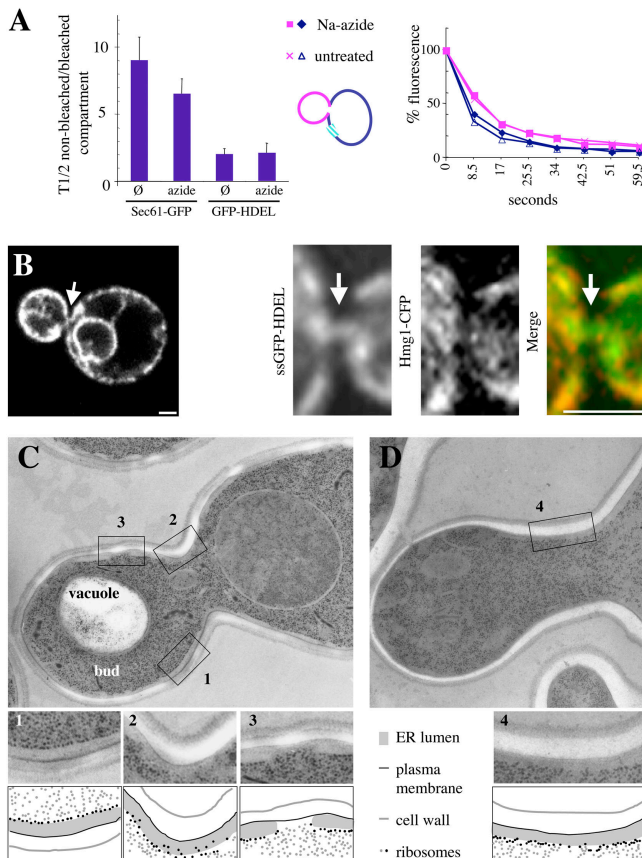 A
T1/2 non-bleached/bleached
compartment
10
5
0
Ø
azide
Ø
azide
Sec61-GFP
GFP-HDEL
Na-azide
untreated
% fluorescence
100
50
0
0
8.5
17
25.5
34
42.5
51
59.5
seconds
B
ssGFP-HDEL
Hmg1-CFP
Merge
C
3
2
vacuole
bud
1
D
4
1
2
3
4
ER lumen
plasma
membrane
cell wall
ribosomes